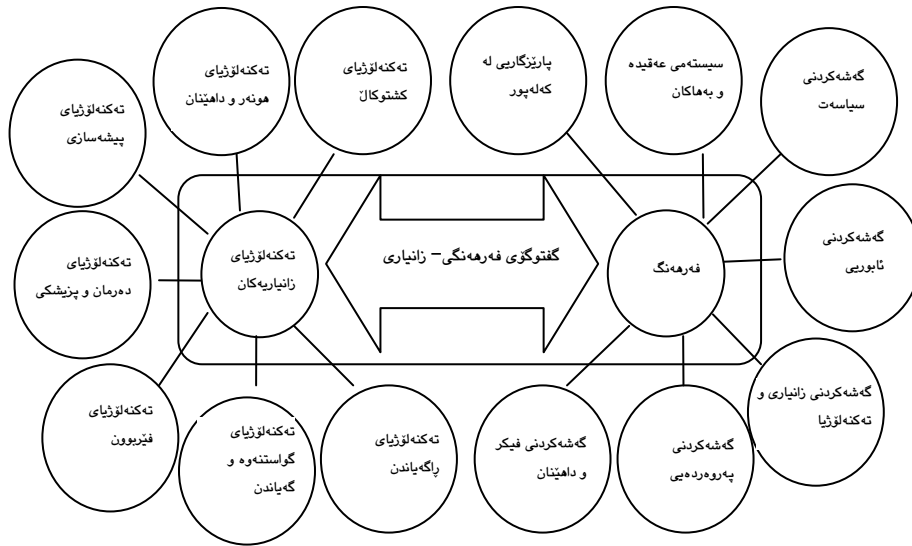 گەشەکردنی
سیاسەت
سیستەمی عەقیدە
و بەهاکان
پارێزگاریی لە
کەلەپور
تەکنەلۆژیای
کشتوکاڵ
تەکنەلۆژیای
هونەر و داهێنان
تەکنەلۆژیای
پیشەسازی
گەشەکردنی
ئابوریی
فەرهەنگ
گفتوگۆی فەرهەنگی– زانیاری
تەکنەلۆژیای
زانیاریەکان
تەکنەلۆژیای
دەرمان و پزیشکی
گەشەکردنی زانیاری و
تەکنەلۆژیا
گەشەکردنی
پەروەردەیی
گەشەکردنی فیکر
و داهێنان
تەکنەلۆژیای
ڕاگەیاندن
تەکنەلۆژیای
گواستنەوە و
گەیاندن
تەکنەلۆژیای
فێربوون